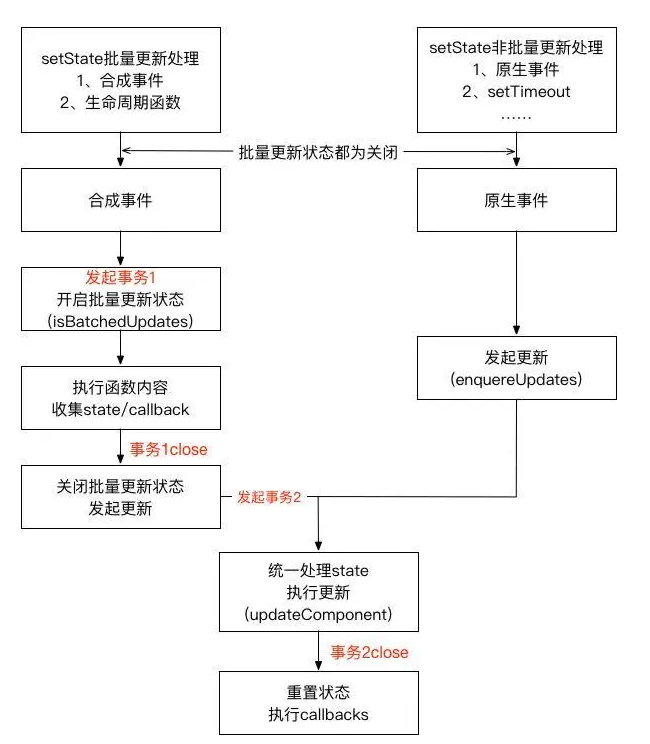 setState批量更新处理
1、合成事件
2、生命周期函数
setState非批量更新处理
1、原生事件
2、setTimeout
……
批量更新状态都为关闭
合成事件
原生事件
发起事务1
开启批量更新状态
(isBatchedUpdates)
发起更新
(enquereUpdates)
执行函数内容
收集state/callback
事务1close
关闭批量更新状态
发起更新
发起事务2
统一处理state
执行更新
(updateComponent)
事务2close
重置状态
执行callbacks